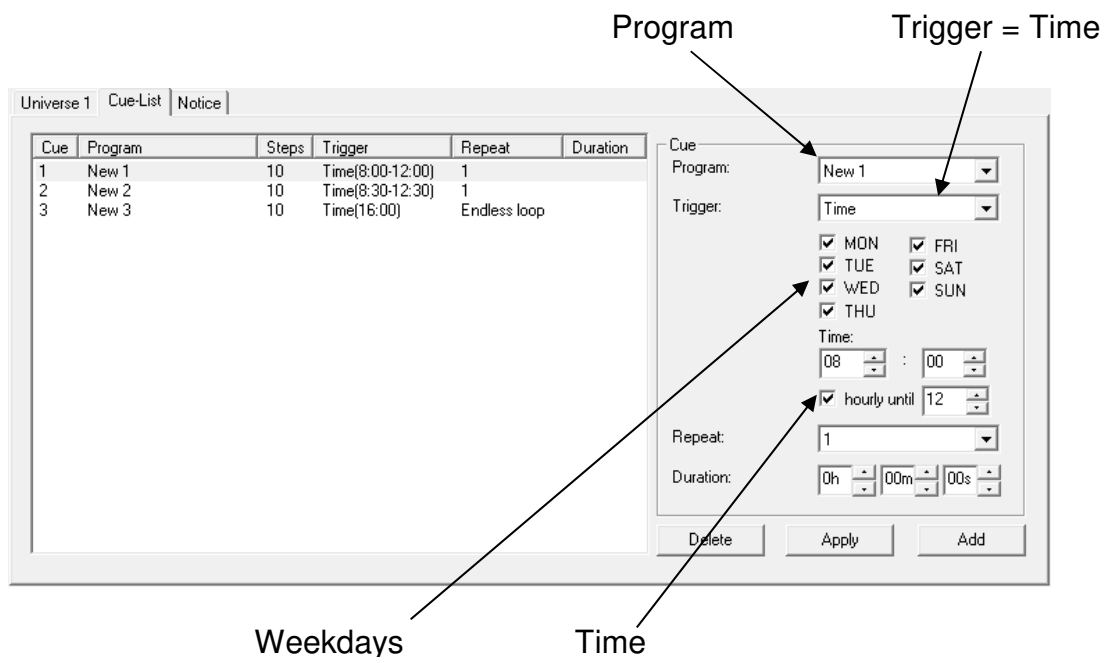 Program Trigger = Time
Universe 1 Cue-List Notice
Cue Program Steps Trigger Repeat Duration
1 New 1 10 Time(8:00-12:00) 1
2 New 2 10 Time(8:30-12:30) 1
3 New 3 10 Time(16:00) Endless loop
Cue
Program: New 1
Trigger: Time
MON FRI
TUE SAT
WED SUN
THU
Time:
08 : 00
hourly until 12
Repeat: 1
Duration: 0h 00m 00s
Delete Apply Add
Weekdays Time